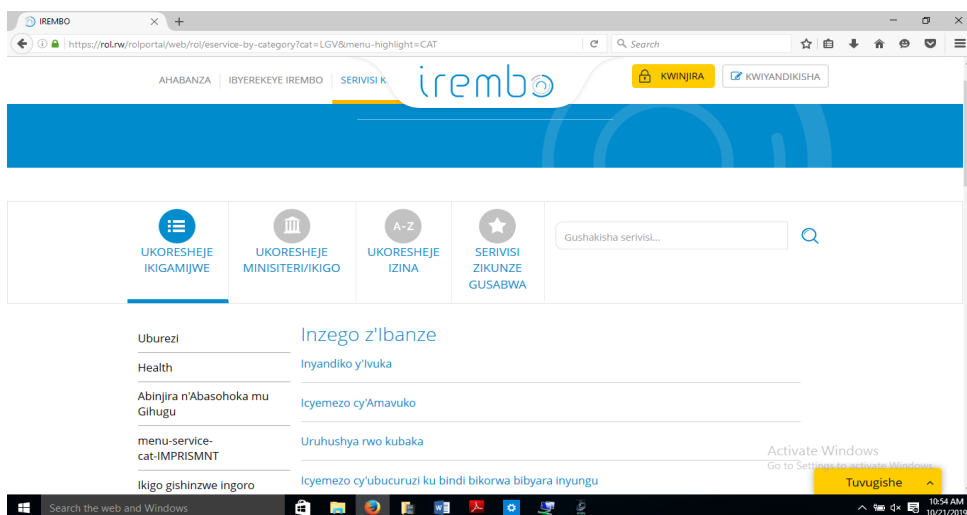 IREMBO
https://rol.rw/rolportal/web/rol/eservice-by-category?cat=LGV&menu-highlight=CAT
Search
AHABANZA IBYEREKEYE IREMBO SERIVISI K irembo KWINJIRA KWIYANDIKISHA
UKORESHEJE IKIGAMIJWE
UKORESHEJE MINISITERI/IKIGO
A-Z
UKORESHEJE IZINA
SERIVISI ZIKUNZE GUSABWA
Gushakisha serivisi...
Uburezi
Health
Abinjira n'Abasohoka mu
Gihugu
menu-service-
cat-IMPRISMNT
Ikigo gishinzwe ingoro
Inzego z'Ibanze
Inyandiko y'Ivuka
Icyemezo cy'Amavuko
Uruhushya rwo kubaka
Icyemezo cy'ubucuruzi ku bindi bikorwa bibyara inyungu
Activate Windows
Go to Settings to activate Windows.
Tuvugishe
Search the web and Windows
10:54 AM
10/21/2019